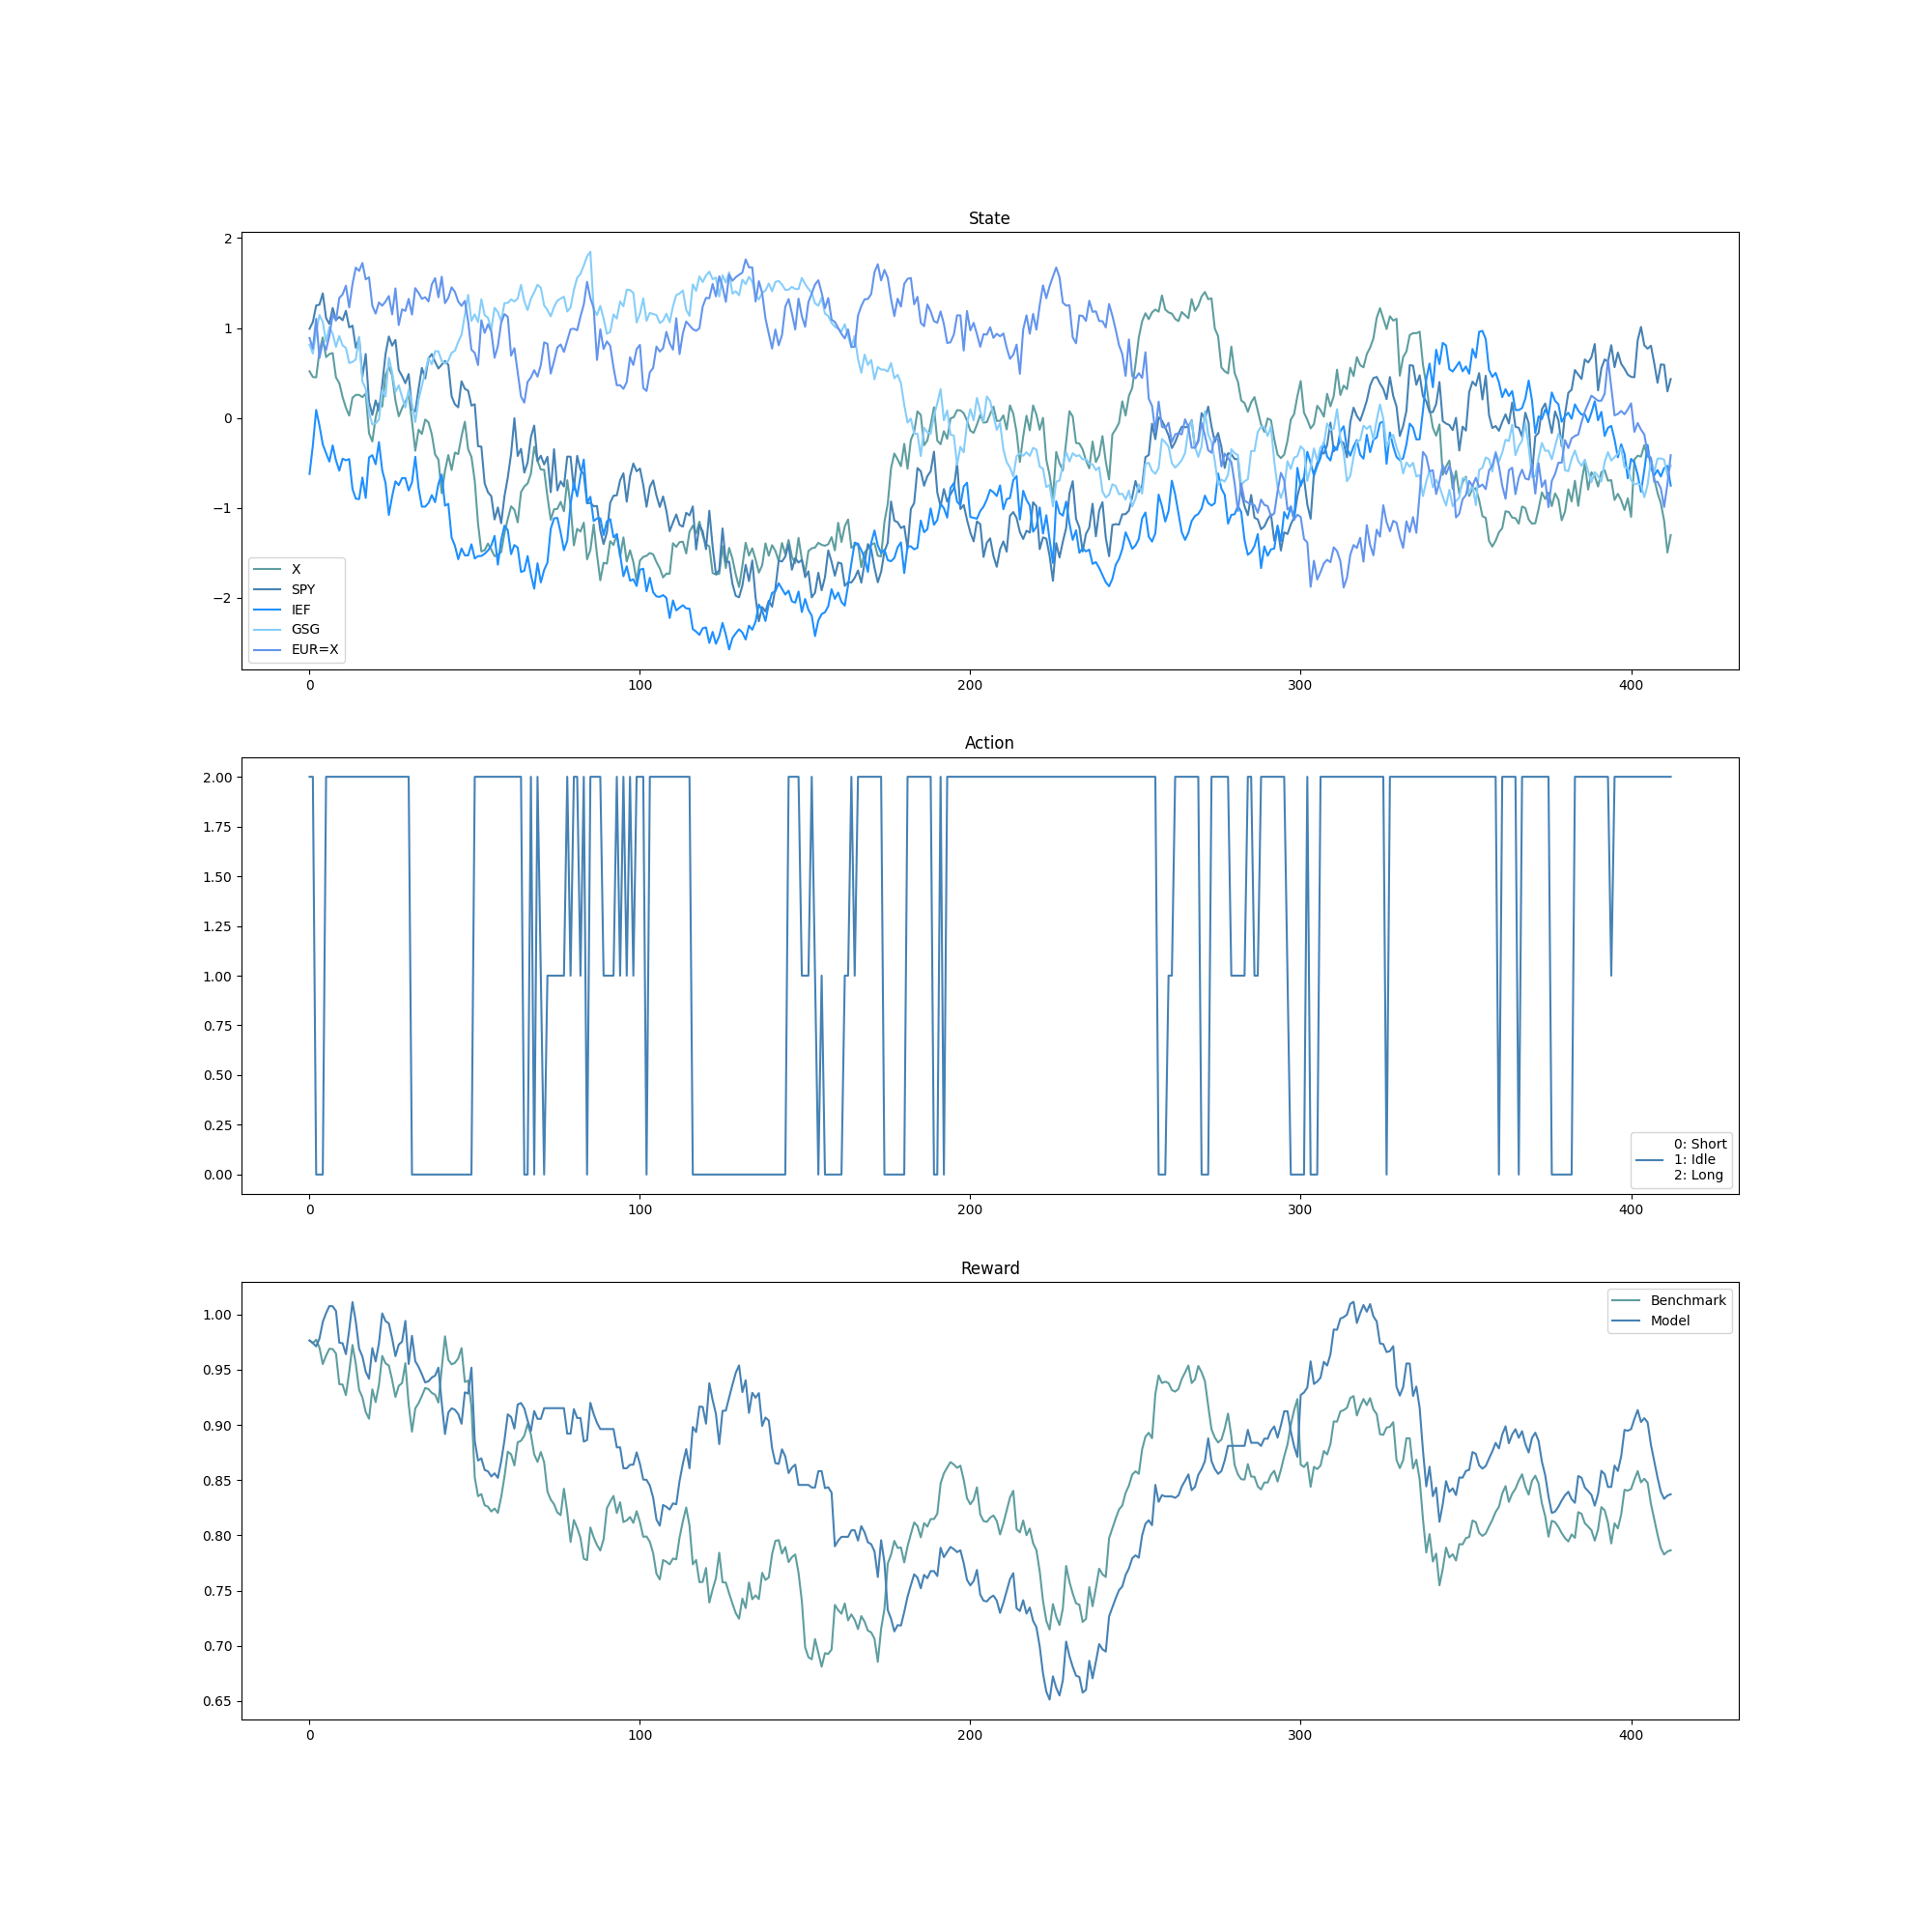 State
2
1
0
−1
−2
X
SPY
IEF
GSG
EUR=X
0 100 200 300 400
Action
2.00
1.75
1.50
1.25
1.00
0.75
0.50
0.25
0.00
0: Short
1: Idle
2: Long
0 100 200 300 400
Reward
1.00
0.95
0.90
0.85
0.80
0.75
0.70
0.65
Benchmark
Model
0 100 200 300 400